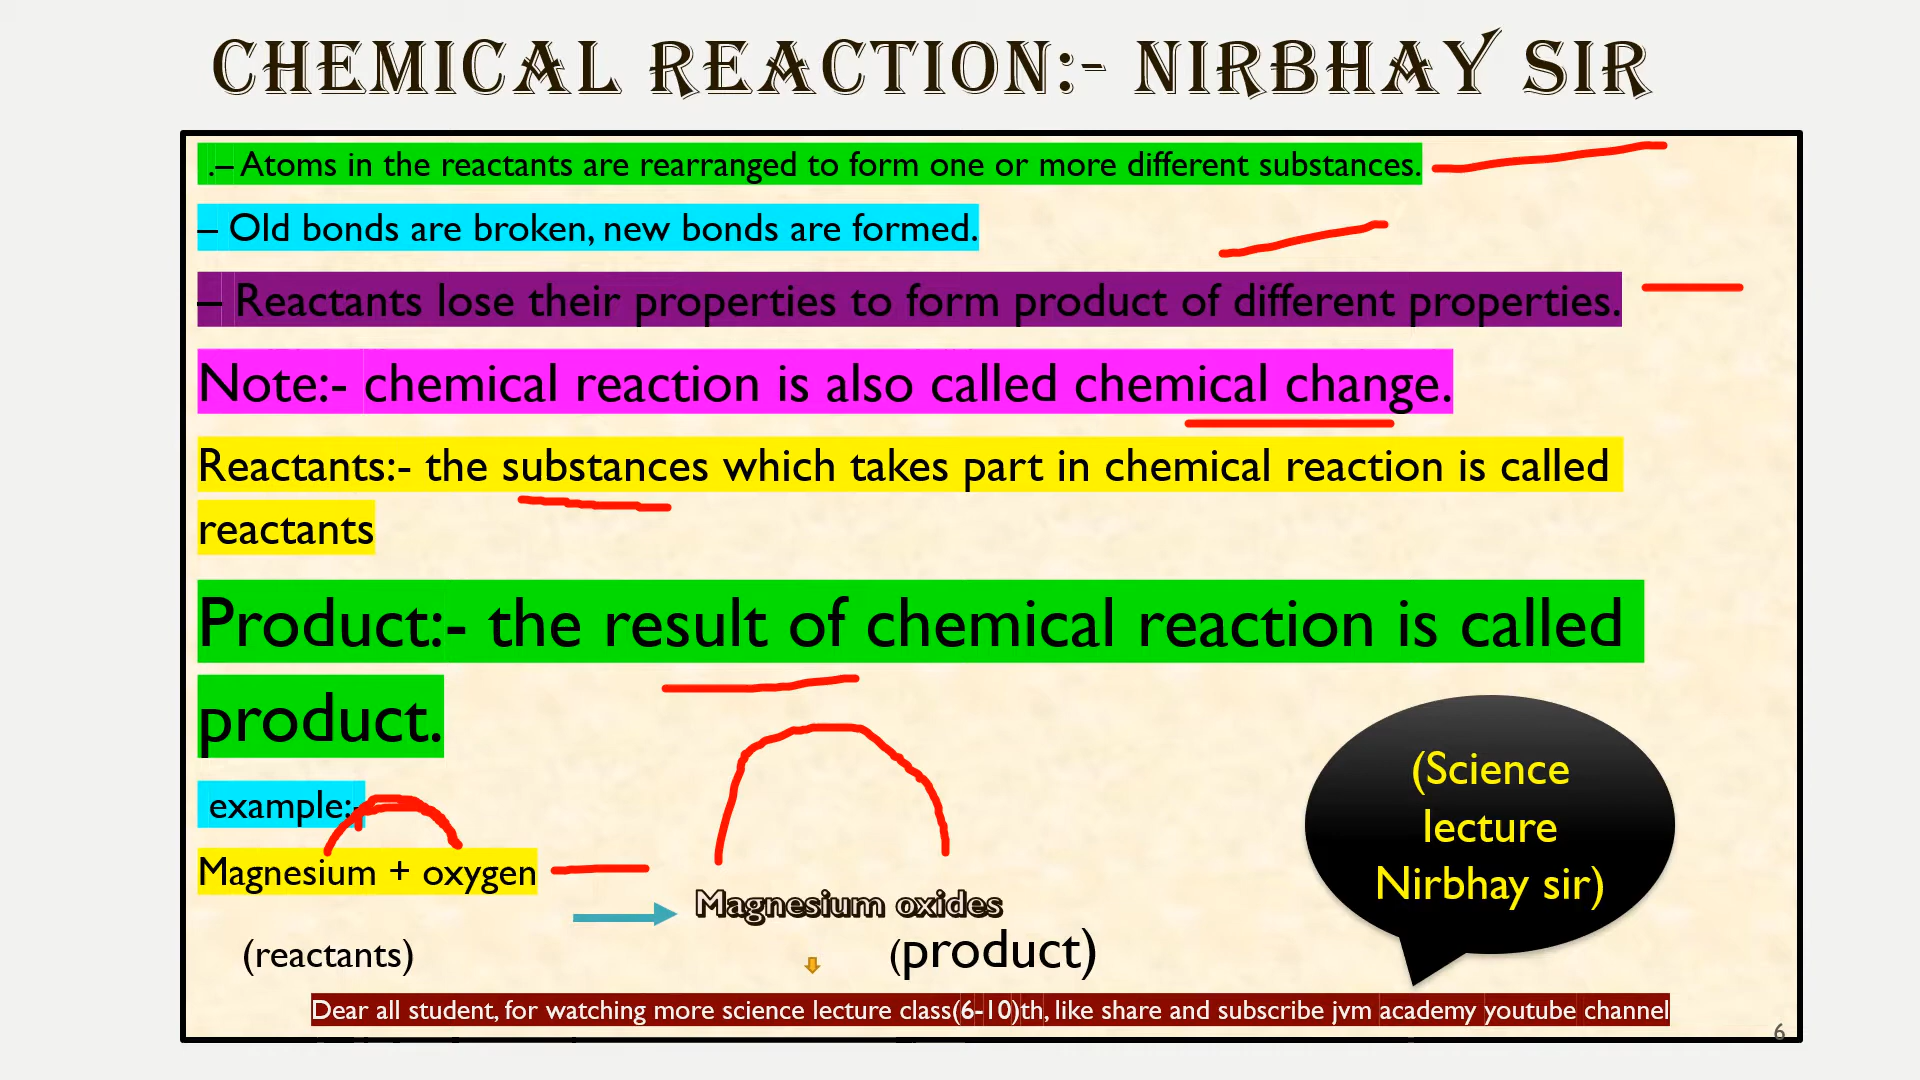 CHEMICAL REACTION:- NIRBHAY SIR
.– Atoms in the reactants are rearranged to form one or more different substances.
– Old bonds are broken, new bonds are formed.
– Reactants lose their properties to form product of different properties.
Note:- chemical reaction is also called chemical change.
Reactants:- the substances which takes part in chemical reaction is called
reactants
Product:- the result of chemical reaction is called
product.
example:-
Magnesium + oxygen
Magnesium oxides
(reactants)
(product)
(Science
lecture
Nirbhay sir)
Dear all student, for watching more science lecture class(6-10)th, like share and subscribe jvm academy youtube channel
6